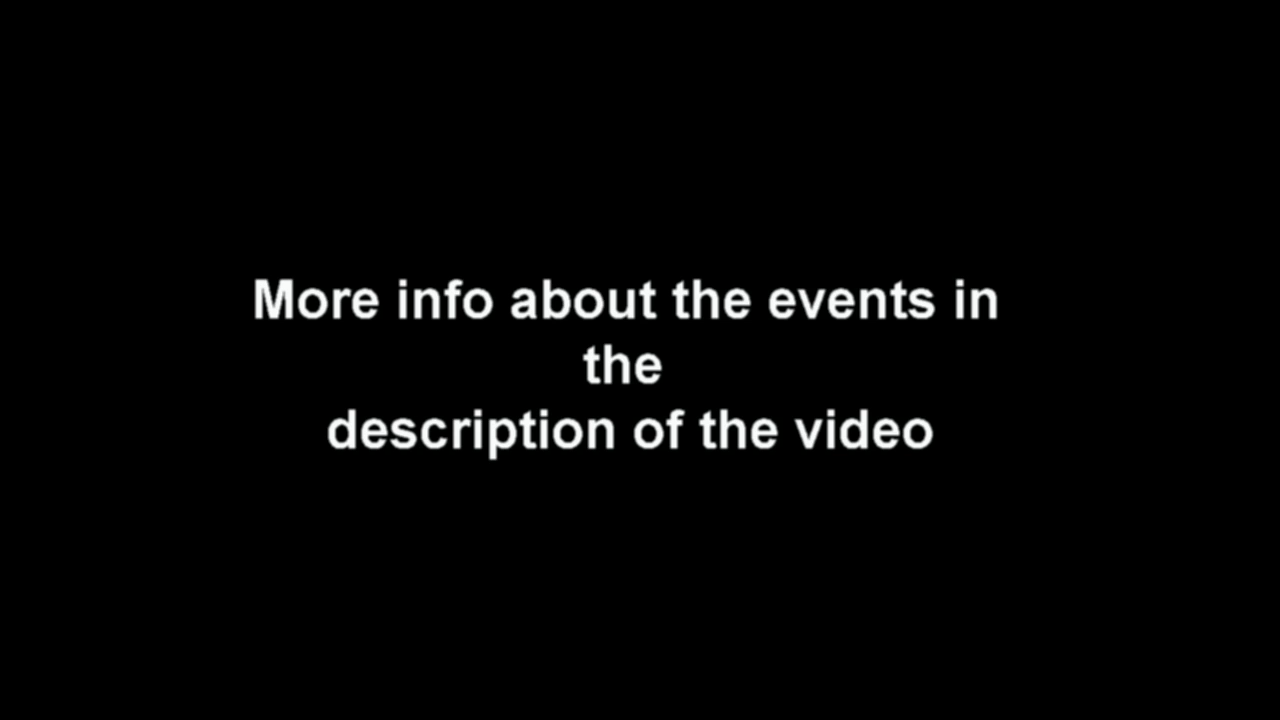 More info about the events in
the
description of the video